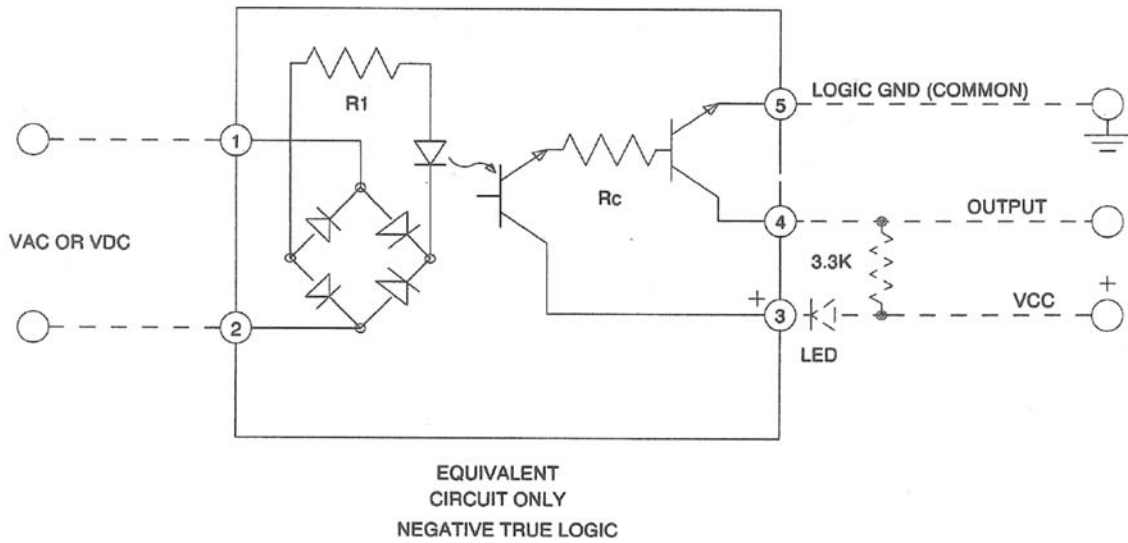 R1
5
LOGIC GND (COMMON)
1
Rc
4
OUTPUT
VAC OR VDC
3.3K
+
+
3
VCC
2
LED
EQUIVALENT
CIRCUIT ONLY
NEGATIVE TRUE LOGIC